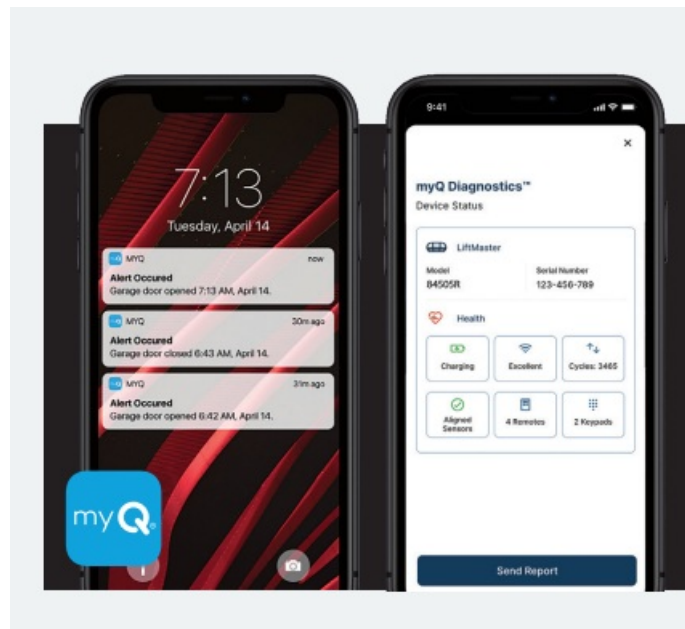 7:13
Tuesday, April 14
MYQ now
Alert Occured
Garage door opened 7:13 AM, April 14.
MYQ 30m ago
Alert Occured
Garage door closed 6:43 AM, April 14.
MYQ 31m ago
Alert Occured
Garage door opened 6:42 AM, April 14.
myQ
9:41
myQ Diagnostics™
Device Status
LiftMaster
Model Serial Number
84505R 123-456-789
Health
Charging Excellent Cycles: 3465
Aligned Sensors 4 Remotes 2 Keypads
Send Report